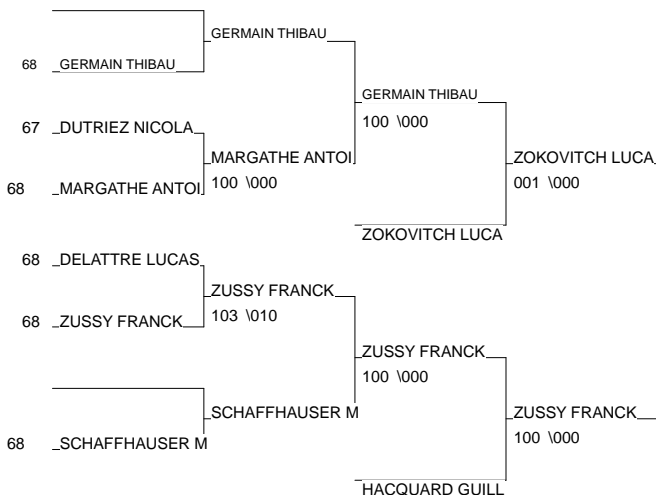 GERMAIN THIBAU
68 GERMAIN THIBAU
GERMAIN THIBAU
100 \000
67 DUTRIEZ NICOLA
MARGATHE ANTOI
100 \000
ZOKOVITCH LUCA
001 \000
68 MARGATHE ANTOI
ZOKOVITCH LUCA
68 DELATTRE LUCAS
ZUSSY FRANCK
103 \010
68 ZUSSY FRANCK
ZUSSY FRANCK
100 \000
SCHAFFHAUSER M
ZUSSY FRANCK
100 \000
68 SCHAFFHAUSER M
HACQUARD GUILL